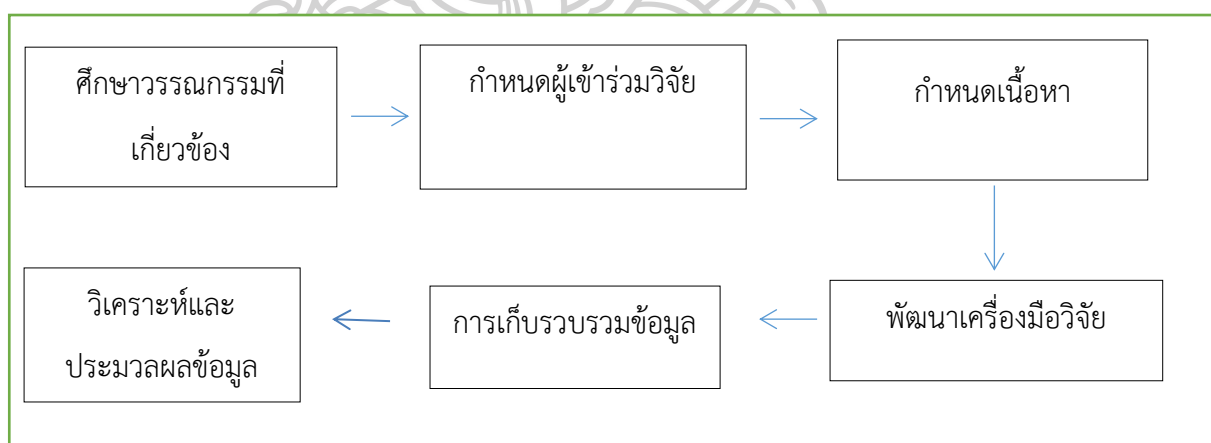 ศึกษาวรรณกรรมที่
เกี่ยวข้อง
กำหนดผู้เข้าร่วมวิจัย
กำหนดเนื้อหา
พัฒนาเครื่องมือวิจัย
การเก็บรวบรวมข้อมูล
วิเคราะห์และ
ประมวลผลข้อมูล